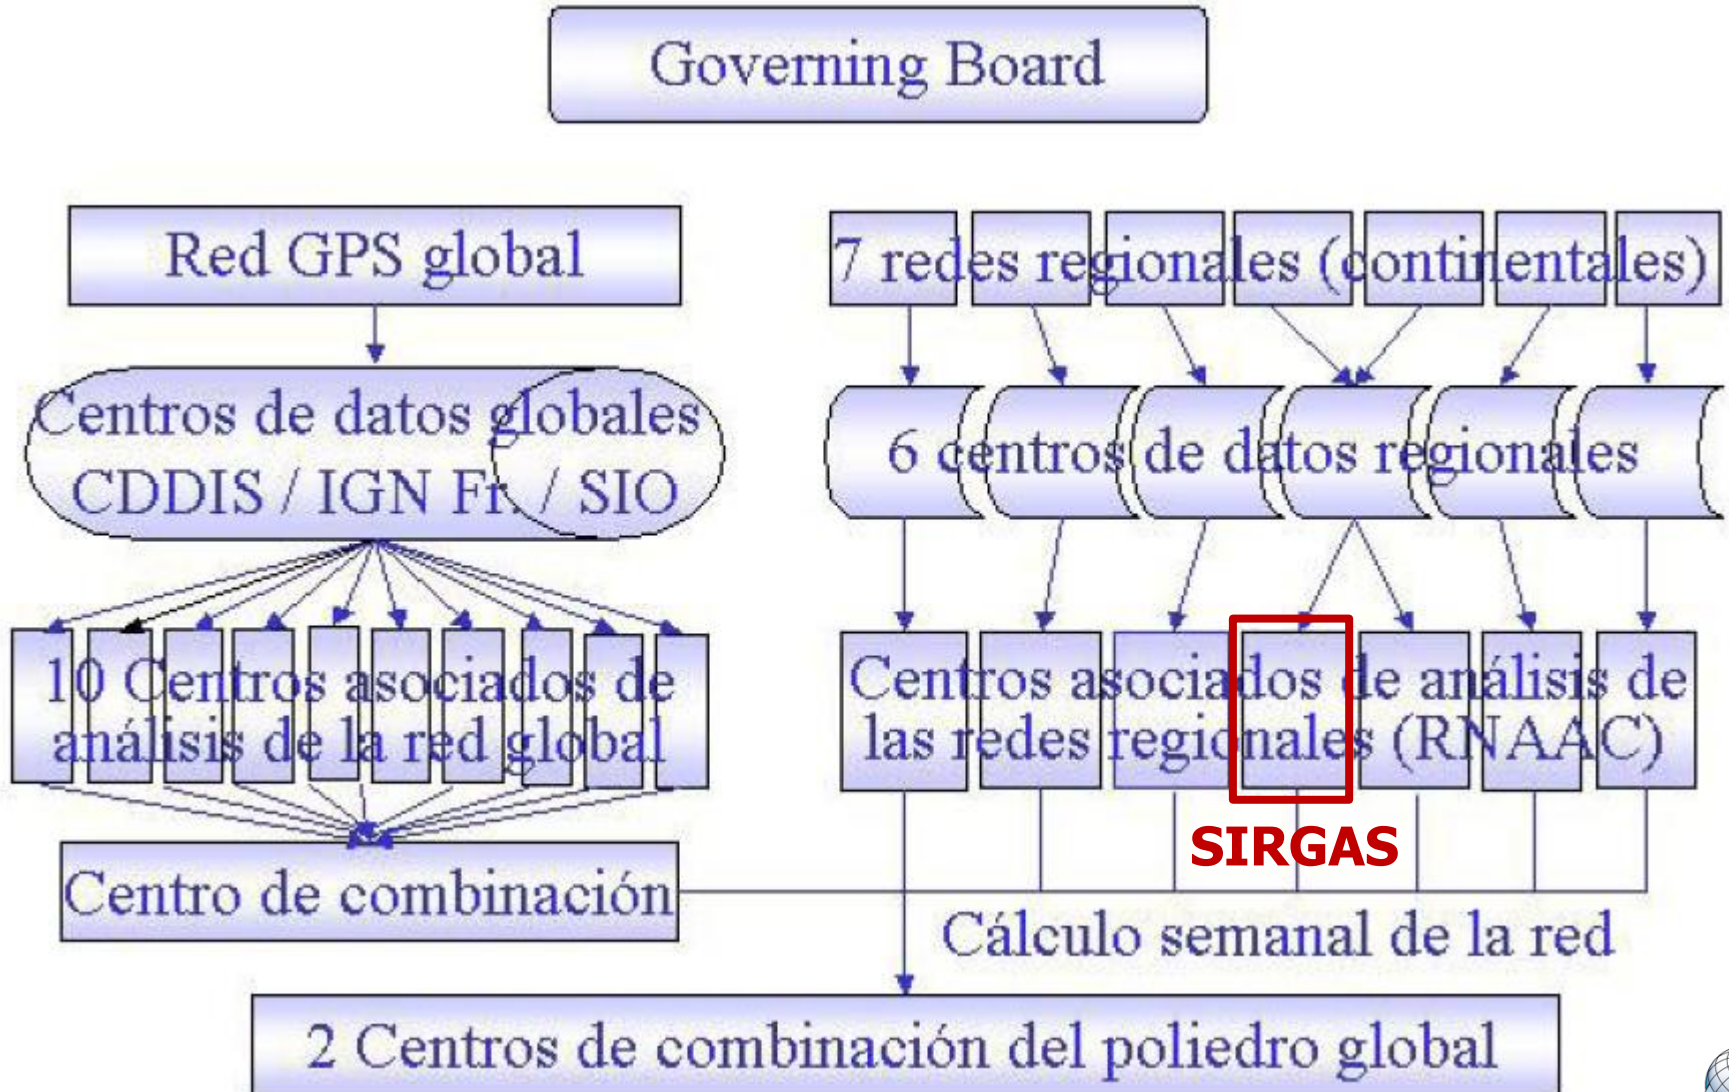 Governing Board
Red GPS global
7 redes regionales (continentales)
Centros de datos globales
CDDIS / IGN Fr. / SIO
6 centros de datos regionales
10 Centros asociados de
análisis de la red global
Centros asociados de análisis de
las redes regionales (RNAAC)
SIRGAS
Centro de combinación
Cálculo semanal de la red
2 Centros de combinación del poliedro global